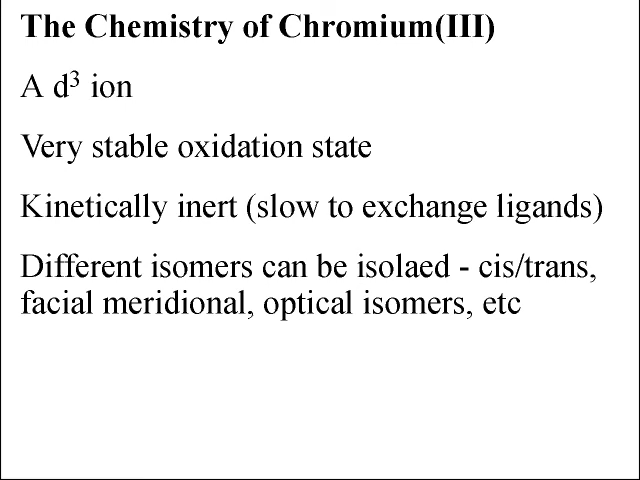 The Chemistry of Chromium(III)
A d³ ion
Very stable oxidation state
Kinetically inert (slow to exchange ligands)
Different isomers can be isolaed - cis/trans,
facial meridional, optical isomers, etc